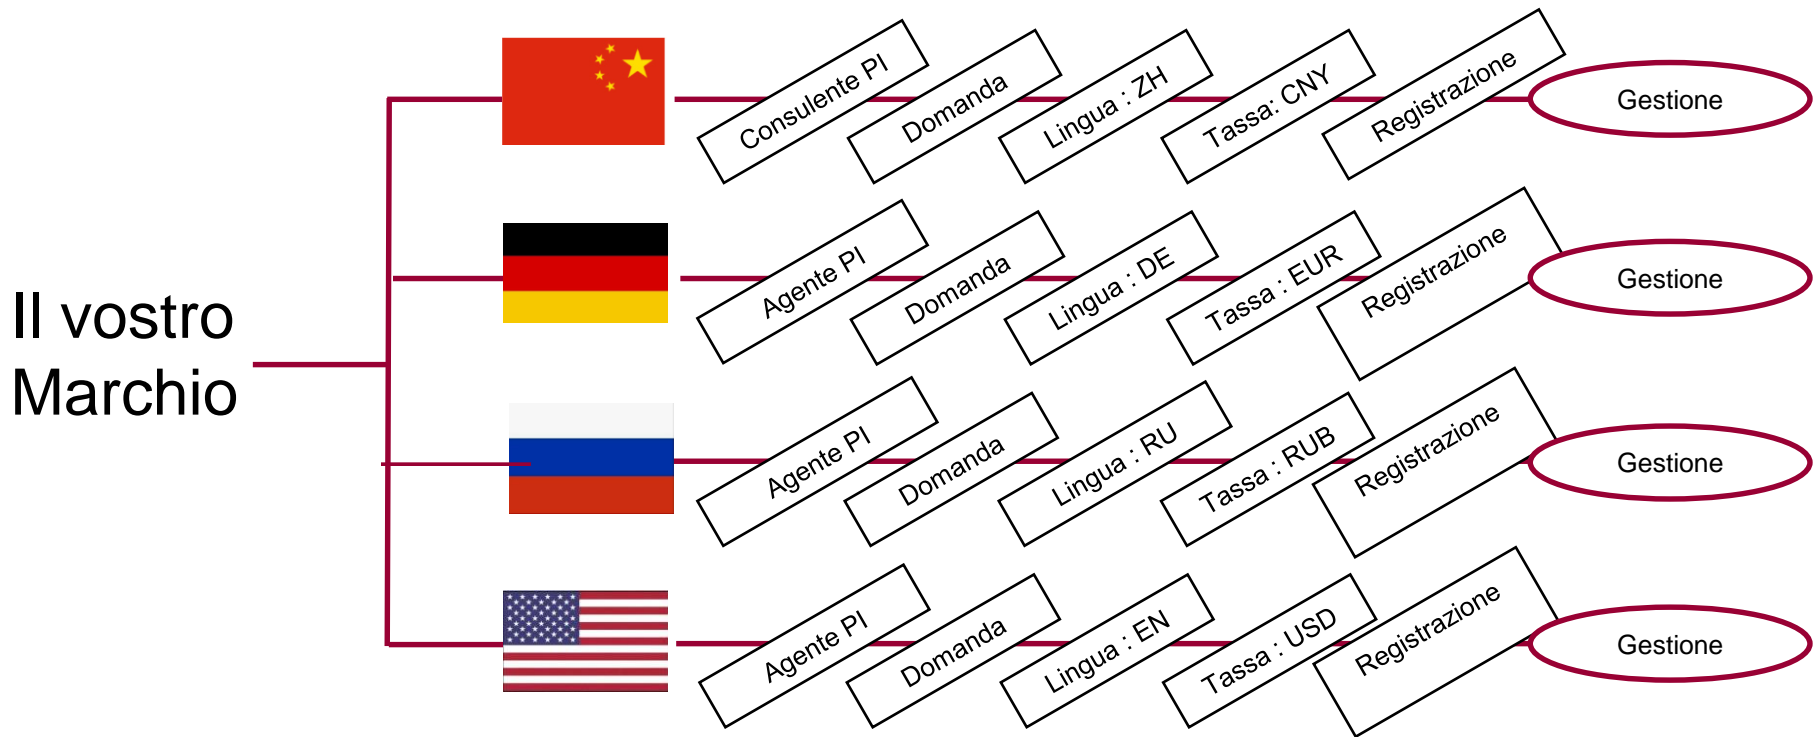 Il vostro
Marchio
Consulente PI
Domanda
Lingua : ZH
Tassa: CNY
Registrazione
Gestione
Agente PI
Domanda
Lingua : DE
Tassa : EUR
Registrazione
Gestione
Agente PI
Domanda
Lingua : RU
Tassa : RUB
Registrazione
Gestione
Agente PI
Domanda
Lingua : EN
Tassa : USD
Registrazione
Gestione